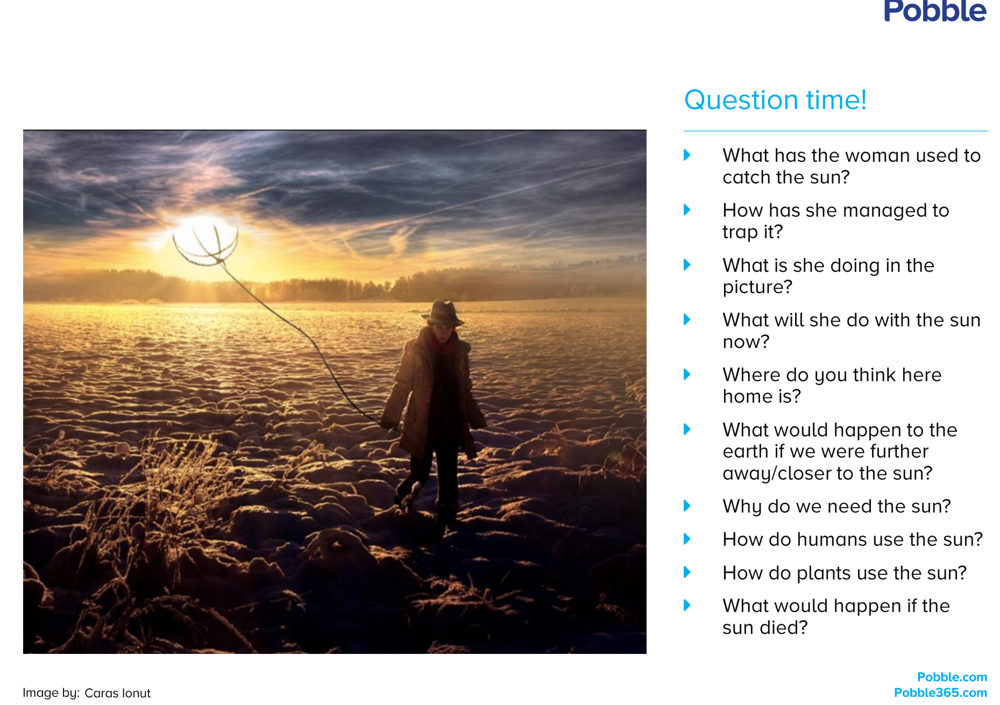 Pobble
Question time!
What has the woman used to
catch the sun?
How has she managed to
trap it?
What is she doing in the
picture?
What will she do with the sun
now?
Where do you think here
home is?
What would happen to the
earth if we were further
away/closer to the sun?
Why do we need the sun?
How do humans use the sun?
How do plants use the sun?
What would happen if the
sun died?
Image by: Caras Ionut
Pobble.com
Pobble365.com